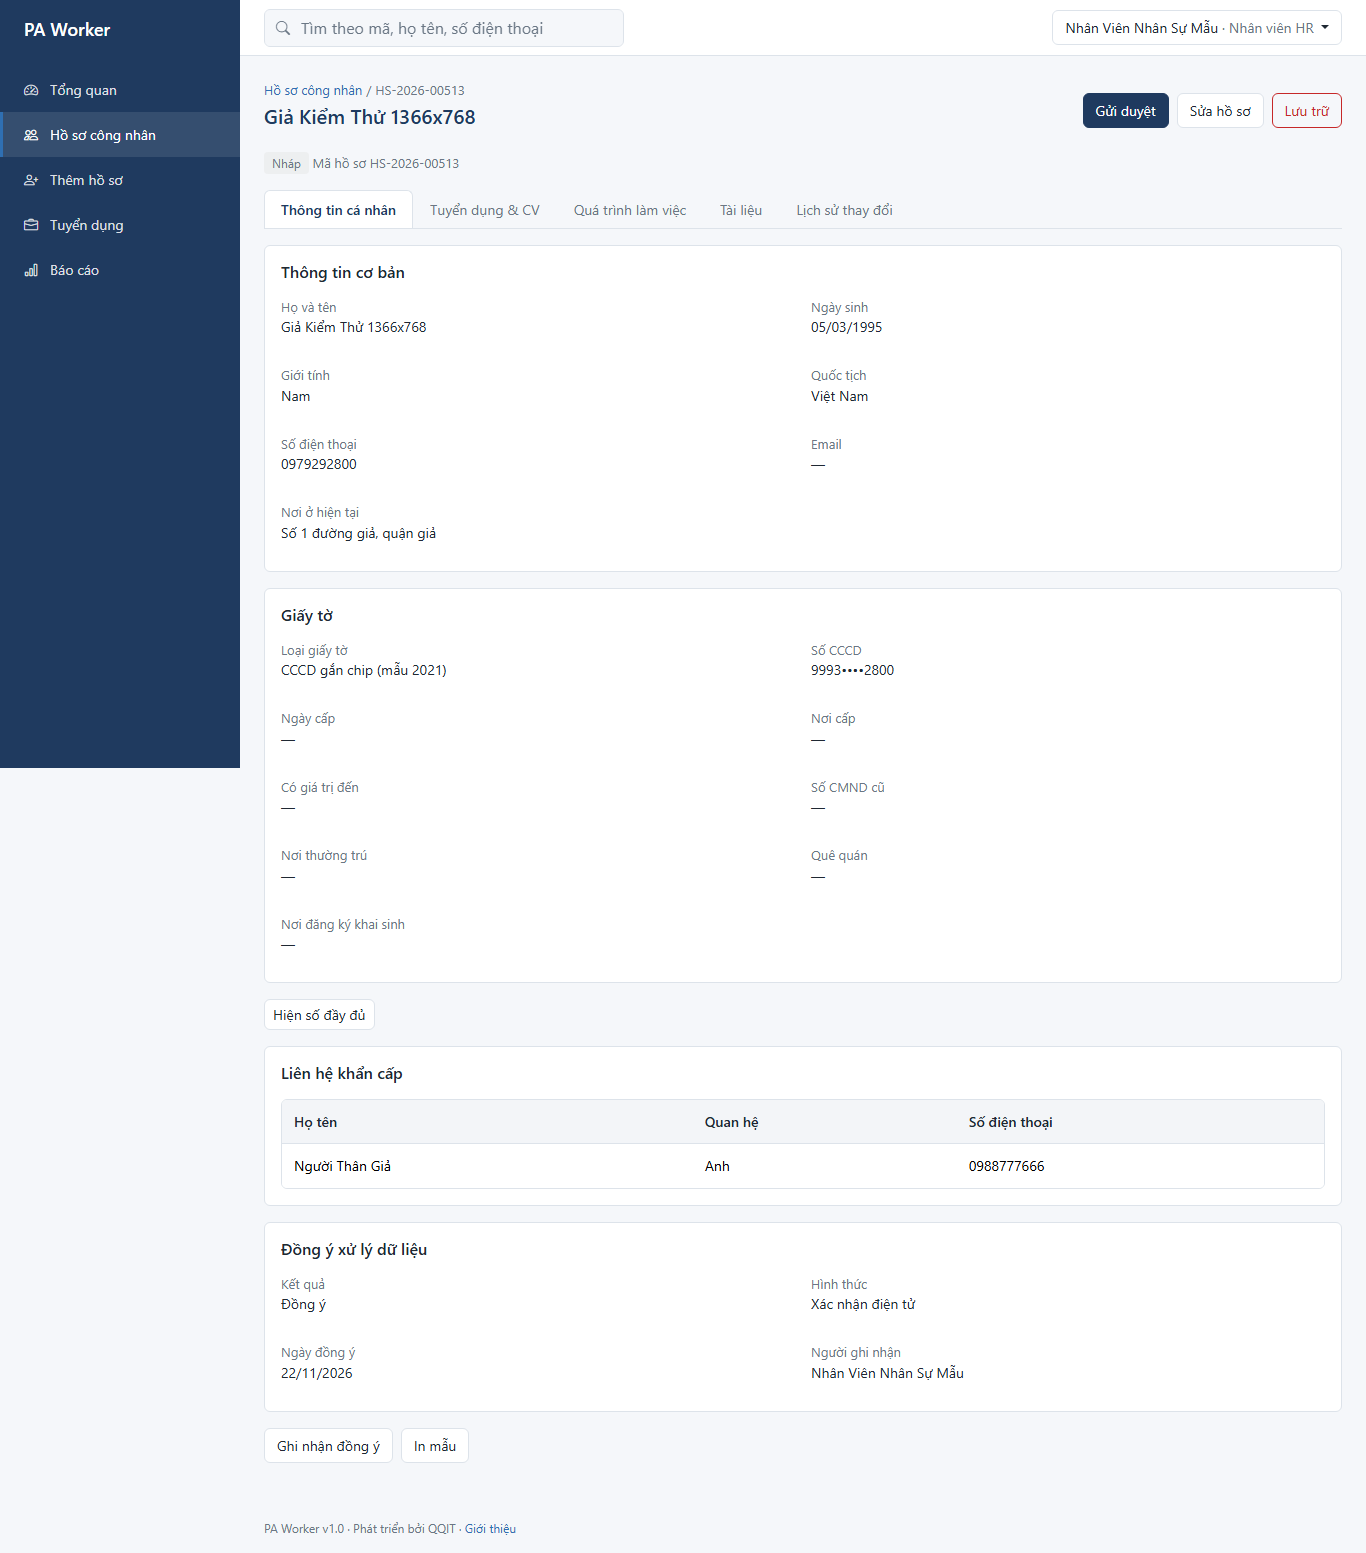 PA Worker
Tìm theo mã, họ tên, số điện thoại
Nhân Viên Nhân Sự Mẫu · Nhân viên HR
Tổng quan
Hồ sơ công nhân
Thêm hồ sơ
Tuyển dụng
Báo cáo
Hồ sơ công nhân / HS-2026-00513
Giả Kiểm Thử 1366x768
Gửi duyệt
Sửa hồ sơ
Lưu trữ
Nháp Mã hồ sơ HS-2026-00513
Thông tin cá nhân
Tuyển dụng & CV
Quá trình làm việc
Tài liệu
Lịch sử thay đổi
Thông tin cơ bản
Họ và tên
Giả Kiểm Thử 1366x768
Ngày sinh
05/03/1995
Giới tính
Nam
Quốc tịch
Việt Nam
Số điện thoại
0979292800
Email
—
Nơi ở hiện tại
Số 1 đường giả, quận giả
Giấy tờ
Loại giấy tờ
CCCD gắn chip (mẫu 2021)
Số CCCD
9993••••2800
Ngày cấp
—
Nơi cấp
—
Có giá trị đến
—
Số CMND cũ
—
Nơi thường trú
—
Quê quán
—
Nơi đăng ký khai sinh
—
Hiện số đầy đủ
Liên hệ khẩn cấp
Họ tên
Quan hệ
Số điện thoại
Người Thân Giả
Anh
0988777666
Đồng ý xử lý dữ liệu
Kết quả
Đồng ý
Hình thức
Xác nhận điện tử
Ngày đồng ý
22/11/2026
Người ghi nhận
Nhân Viên Nhân Sự Mẫu
Ghi nhận đồng ý
In mẫu
PA Worker v1.0 · Phát triển bởi QQIT · Giới thiệu